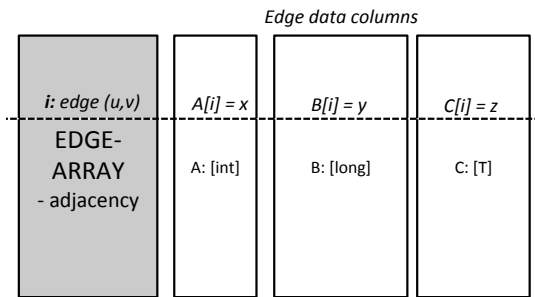 Edge data columns
i: edge (u,v) A[i] = x B[i] = y C[i] = z
EDGE-
ARRAY
- adjacency
A: [int] B: [long] C: [T]